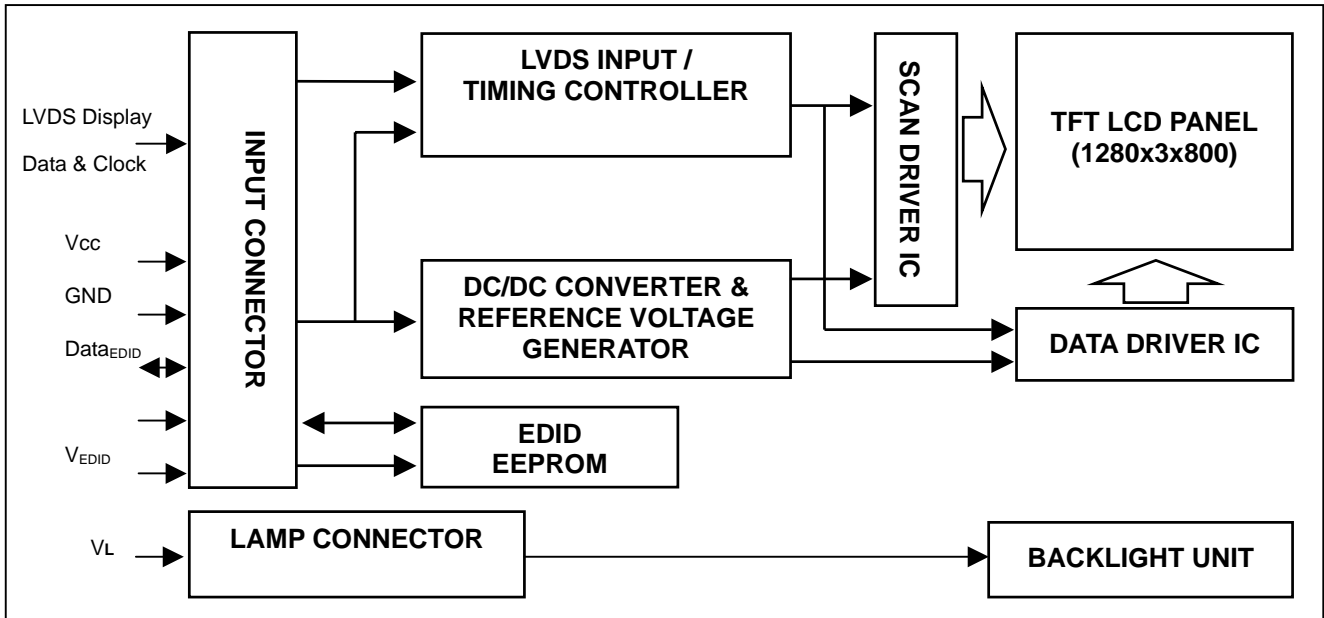 LVDS Display
Data & Clock
Vcc
GND
DataEDID
VEDID
VL
INPUT CONNECTOR
LVDS INPUT /
TIMING CONTROLLER
DC/DC CONVERTER &
REFERENCE VOLTAGE
GENERATOR
EDID
EEPROM
LAMP CONNECTOR
SCAN DRIVER IC
TFT LCD PANEL
(1280x3x800)
DATA DRIVER IC
BACKLIGHT UNIT